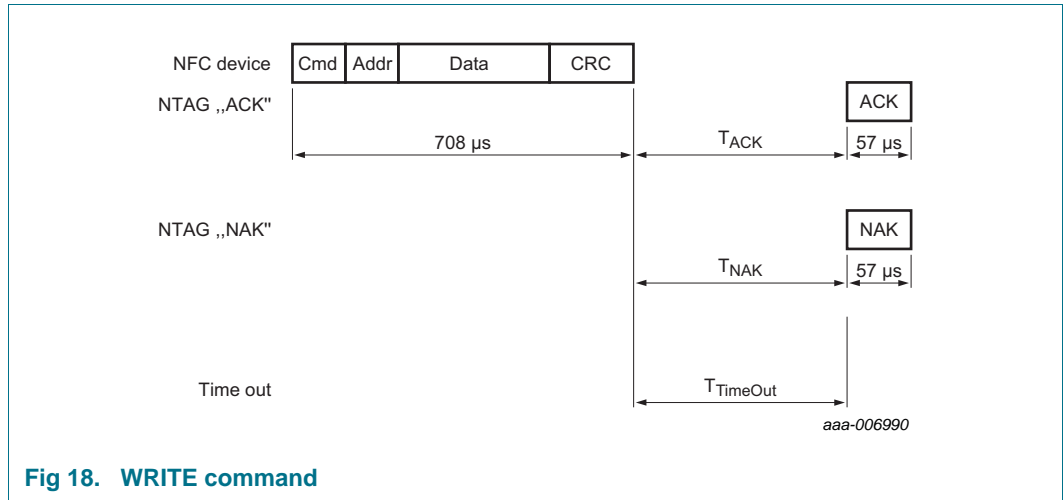 NFC device Cmd Addr Data CRC
NTAG ,,ACK" ACK
708 µs TACK 57 µs
NTAG ,,NAK" NAK
TNAK 57 µs
Time out TTimeOut
aaa-006990
Fig 18. WRITE command